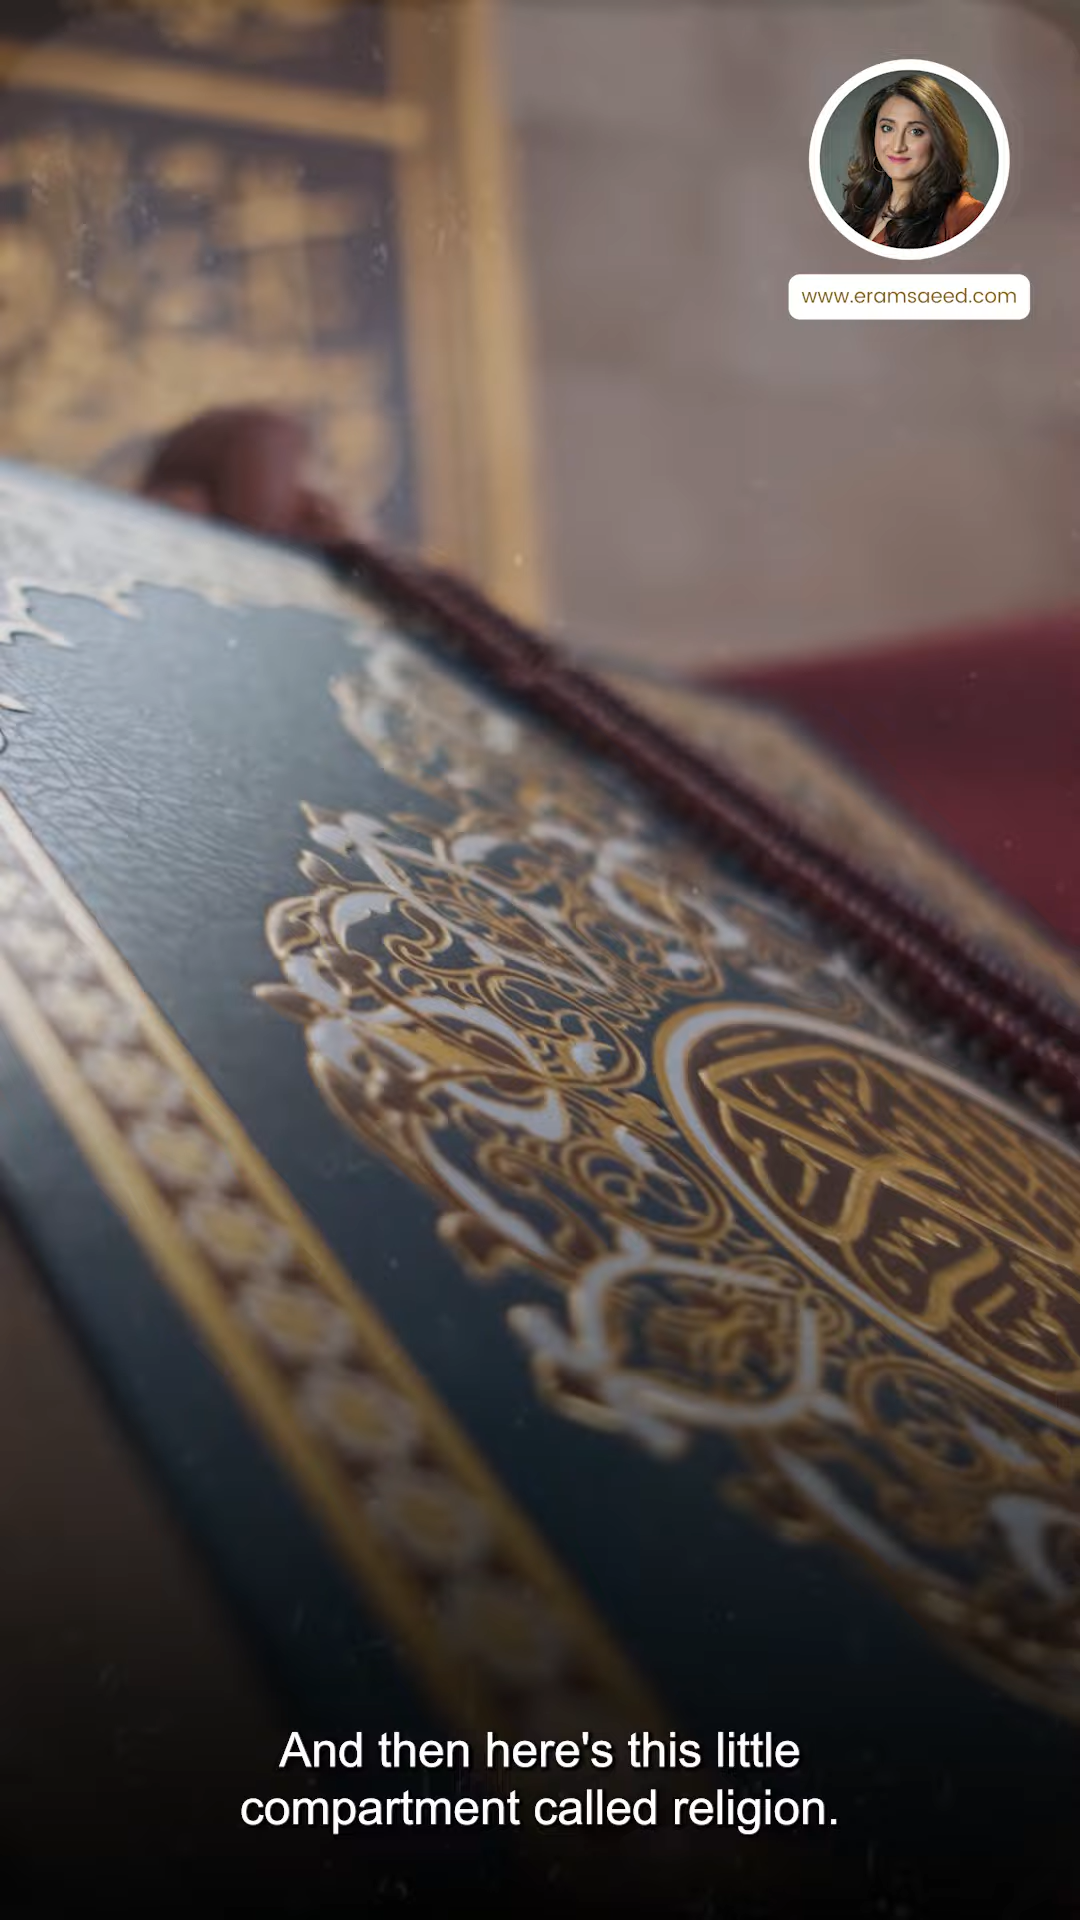 www.eramsaeed.com
And then here's this little
compartment called religion.